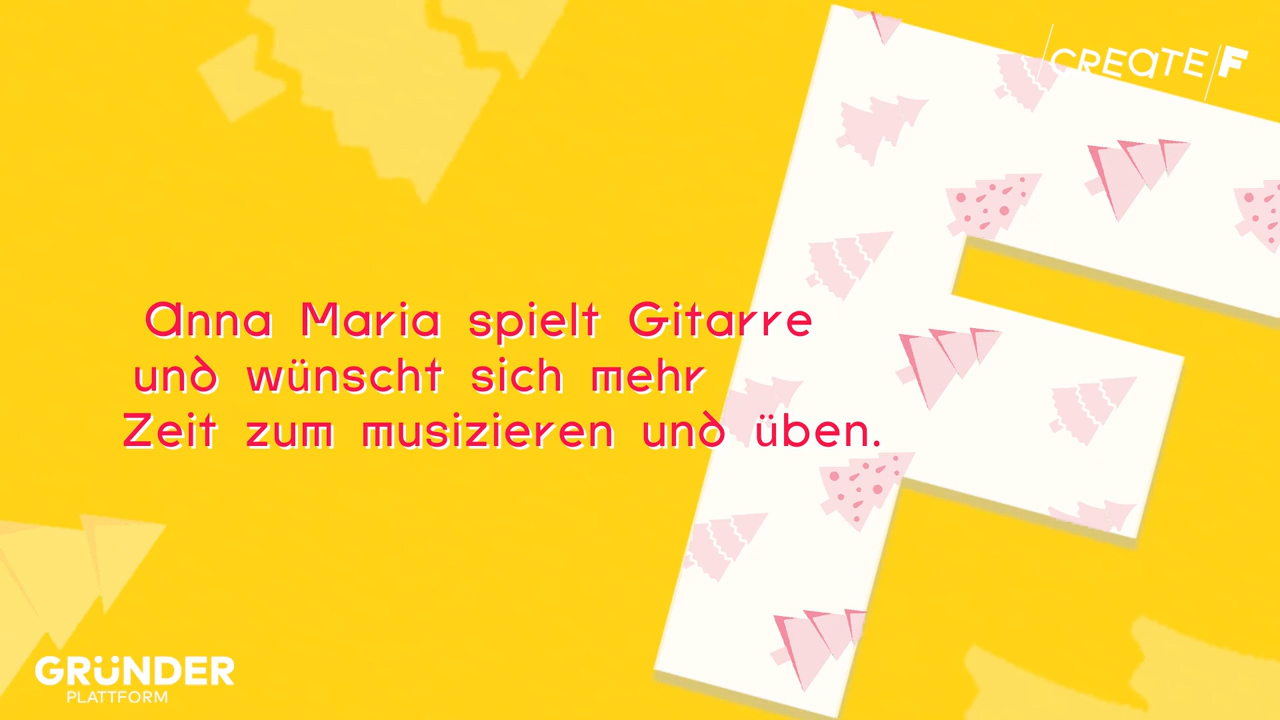 CREATE F
Anna Maria spielt Gitarre
und wünscht sich mehr
Zeit zum musizieren und üben.
GRÜNDER
PLATTFORM